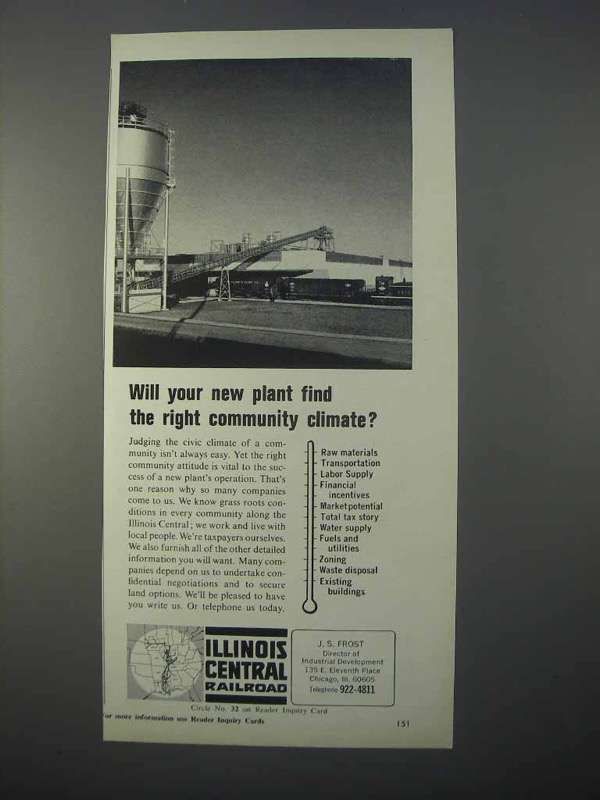 Will your new plant find
the right community climate?
Judging the civic climate of a com-
munity isn't always easy. Yet the right
community attitude is vital to the suc-
cess of a new plant's operation. That's
one reason why so many companies
come to us. We know grass roots con-
ditions in every community along the
Illinois Central; we work and live with
local people. We're taxpayers ourselves.
We also furnish all of the other detailed
information you will want. Many com-
panies depend on us to undertake con-
fidential negotiations and to secure
land options. We'll be pleased to have
you write us. Or telephone us today.
Raw materials
Transportation
Labor Supply
Financial
incentives
Market potential
Total tax story
Water supply
Fuels and
utilities
Zoning
Waste disposal
Existing
buildings
ILLINOIS
CENTRAL
RAILROAD
J. S. FROST
Director of
Industrial Development
135 E. Eleventh Place
Chicago, Ill. 60605
Telephone 922-4811
Circle No. 32 on Reader Inquiry Card
or more information use Reader Inquiry Cards
151